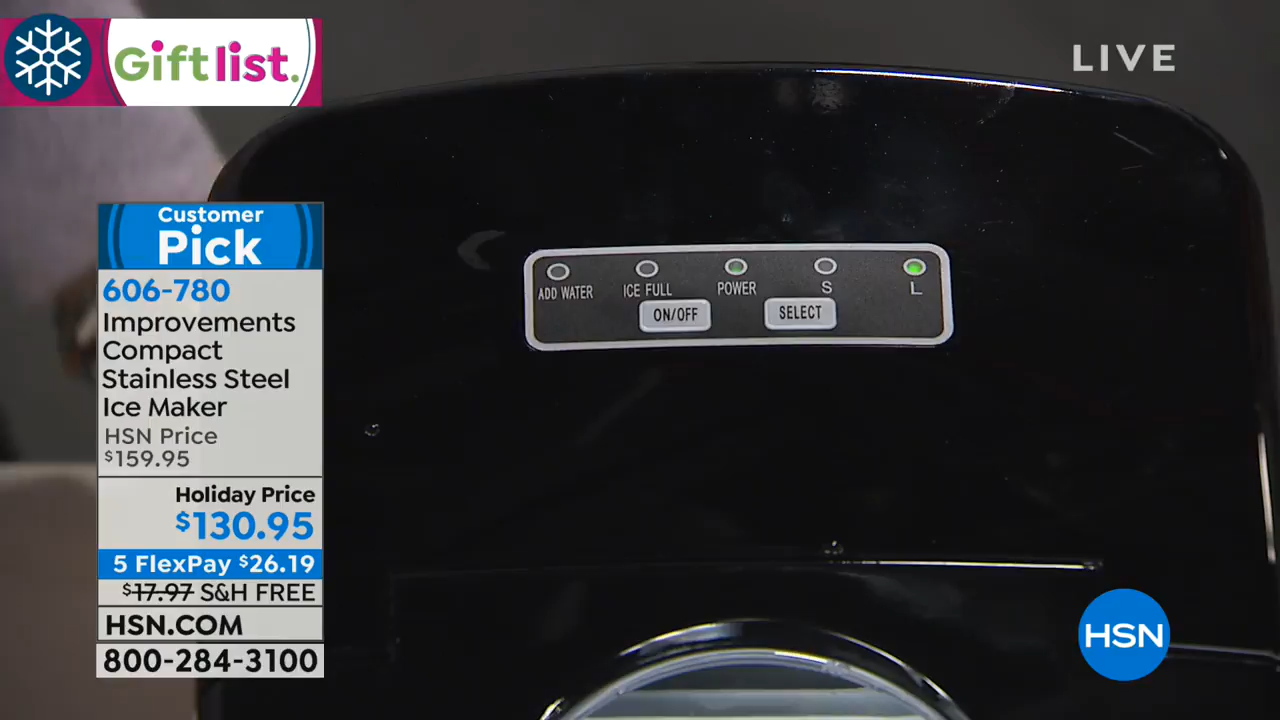 Gift list.
LIVE
Customer
Pick
606-780
Improvements
Compact
Stainless Steel
Ice Maker
HSN Price
$159.95
Holiday Price
$130.95
5 FlexPay $26.19
$17.97 S&H FREE
HSN.COM
800-284-3100
ADD WATER ICE FULL POWER S L
ON/OFF SELECT
HSN